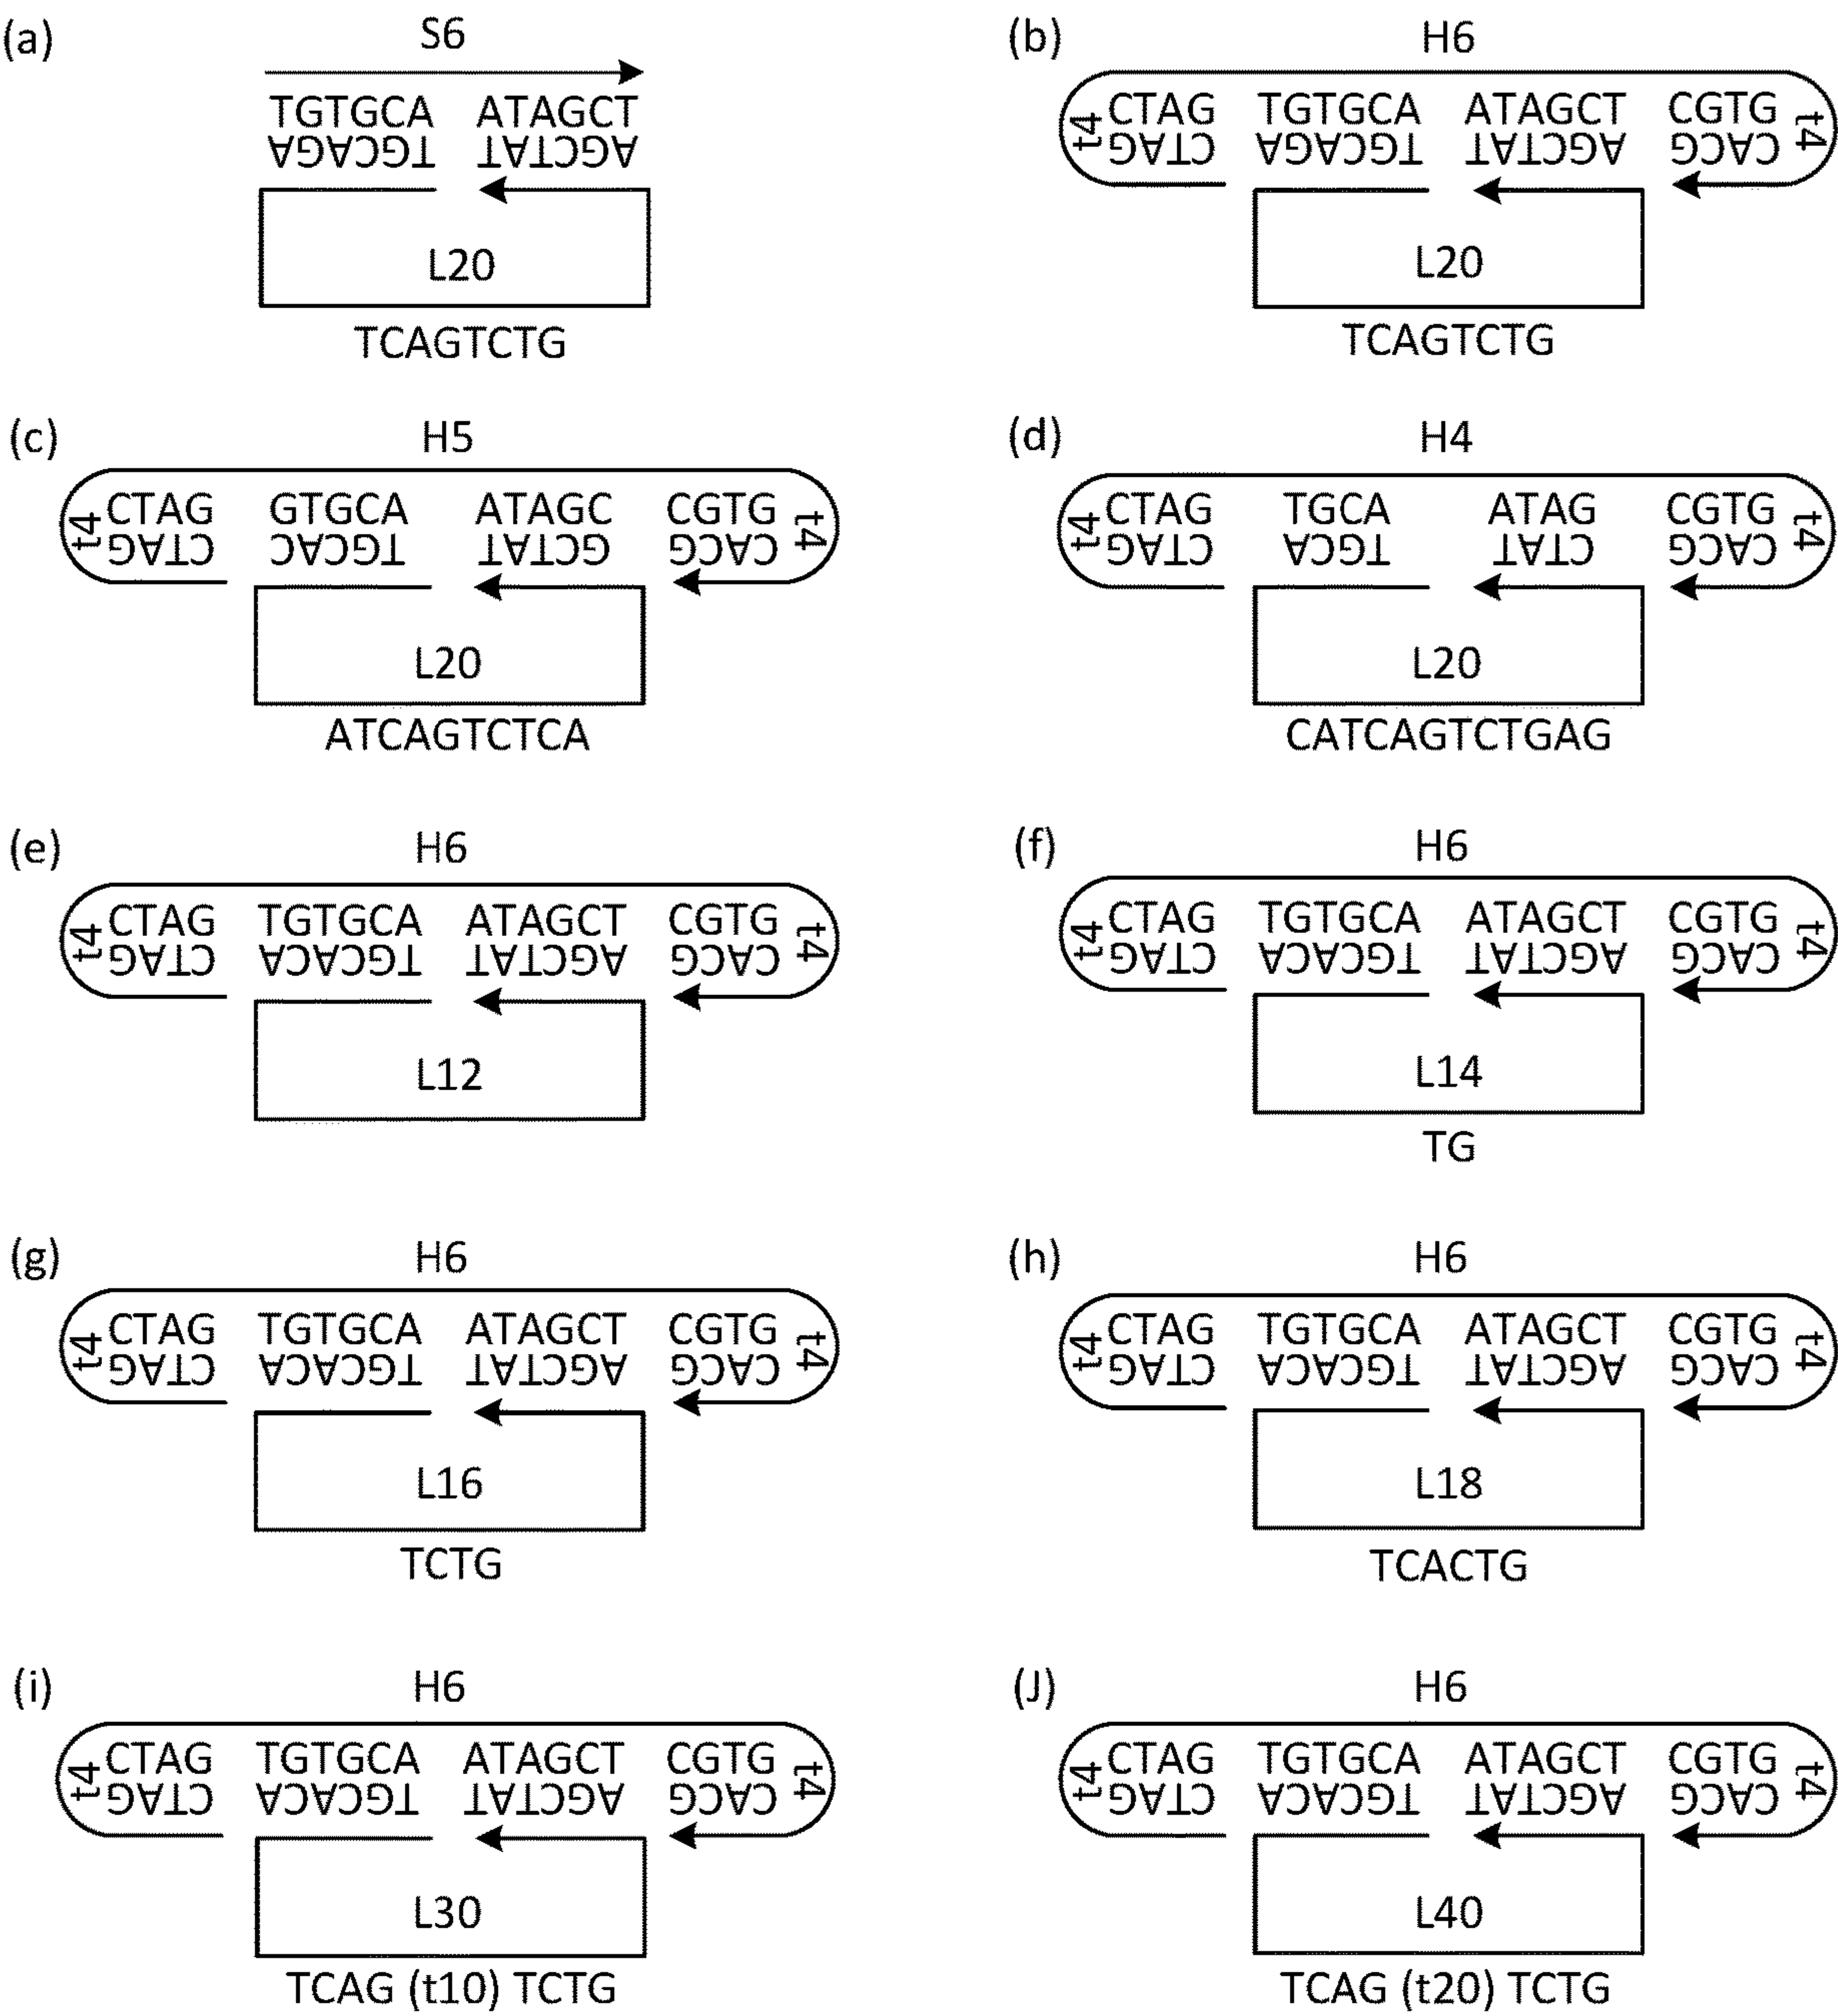 (a)
S6
TGTGCA ATAGCT
TGCAGA AGCTAT
L20
TCAGTCTG
(b)
H6
t4 CTAG TGTGCA ATAGCT CGTG t4
CTAG TGCAGA AGCTAT CACG
L20
TCAGTCTG
(c)
H5
t4 CTAG GTGCA ATAGC CGTG t4
CTAG TGCAC GCTAT CACG
L20
ATCAGTCTCA
(d)
H4
t4 CTAG TGCA ATAG CGTG t4
CTAG TGCA CTAT CACG
L20
CATCAGTCTGAG
(e)
H6
t4 CTAG TGTGCA ATAGCT CGTG t4
CTAG TGCACA AGCTAT CACG
L12
(f)
H6
t4 CTAG TGTGCA ATAGCT CGTG t4
CTAG TGCACA AGCTAT CACG
L14
TG
(g)
H6
t4 CTAG TGTGCA ATAGCT CGTG t4
CTAG TGCACA AGCTAT CACG
L16
TCTG
(h)
H6
t4 CTAG TGTGCA ATAGCT CGTG t4
CTAG TGCACA AGCTAT CACG
L18
TCACTG
(i)
H6
t4 CTAG TGTGCA ATAGCT CGTG t4
CTAG TGCACA AGCTAT CACG
L30
TCAG (t10) TCTG
(J)
H6
t4 CTAG TGTGCA ATAGCT CGTG t4
CTAG TGCACA AGCTAT CACG
L40
TCAG (t20) TCTG